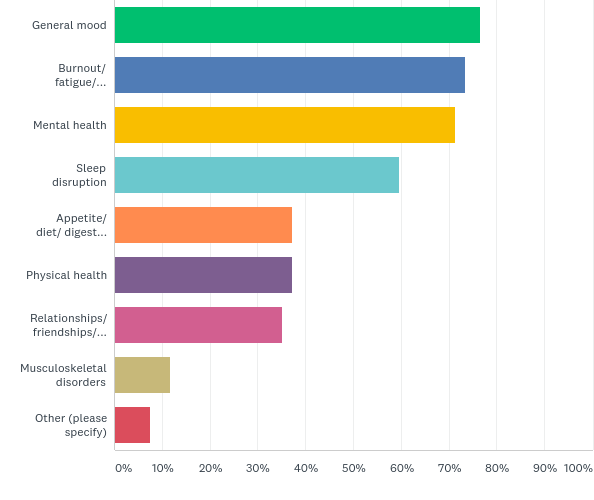 General mood
Burnout/
fatigue/...
Mental health
Sleep
disruption
Appetite/
diet/ digest...
Physical health
Relationships/
friendships/...
Musculoskeletal
disorders
Other (please
specify)
0% 10% 20% 30% 40% 50% 60% 70% 80% 90% 100%